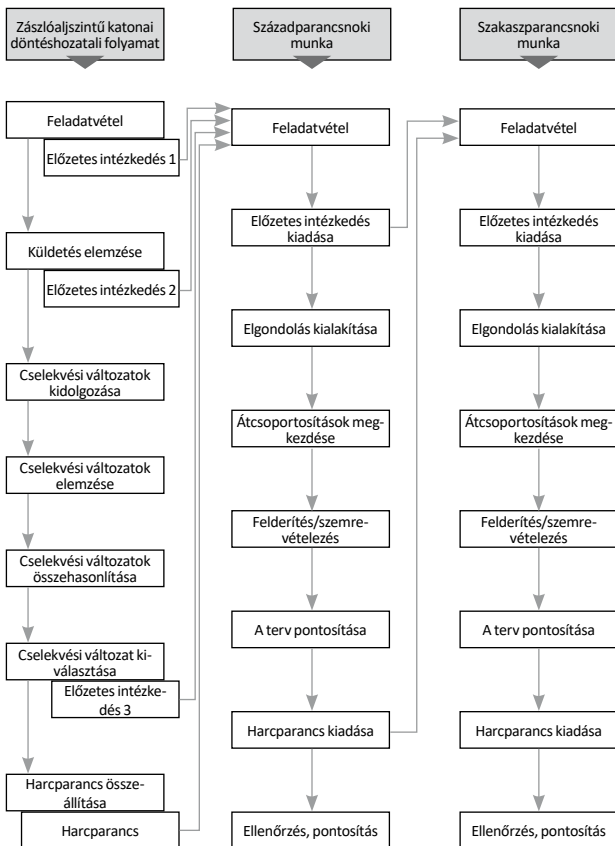 Zászlóaljszintű katonai
döntéshozatali folyamat
Feladatvétel
Előzetes intézkedés 1
Küldetés elemzése
Előzetes intézkedés 2
Cselekvési változatok
kidolgozása
Cselekvési változatok
elemzése
Cselekvési változatok
összehasonlítása
Cselekvési változat ki-
választása
Előzetes intézke-
dés 3
Harcparancs össze-
állítása
Harcparancs
Századparancsnoki
munka
Feladatvétel
Előzetes intézkedés
kiadása
Elgondolás kialakítása
Átcsoportosítások meg-
kezdése
Felderítés/szemre-
vételezés
A terv pontosítása
Harcparancs kiadása
Ellenőrzés, pontosítás
Szakaszparancsnoki
munka
Feladatvétel
Előzetes intézkedés
kiadása
Elgondolás kialakítása
Átcsoportosítások meg-
kezdése
Felderítés/szemre-
vételezés
A terv pontosítása
Harcparancs kiadása
Ellenőrzés, pontosítás